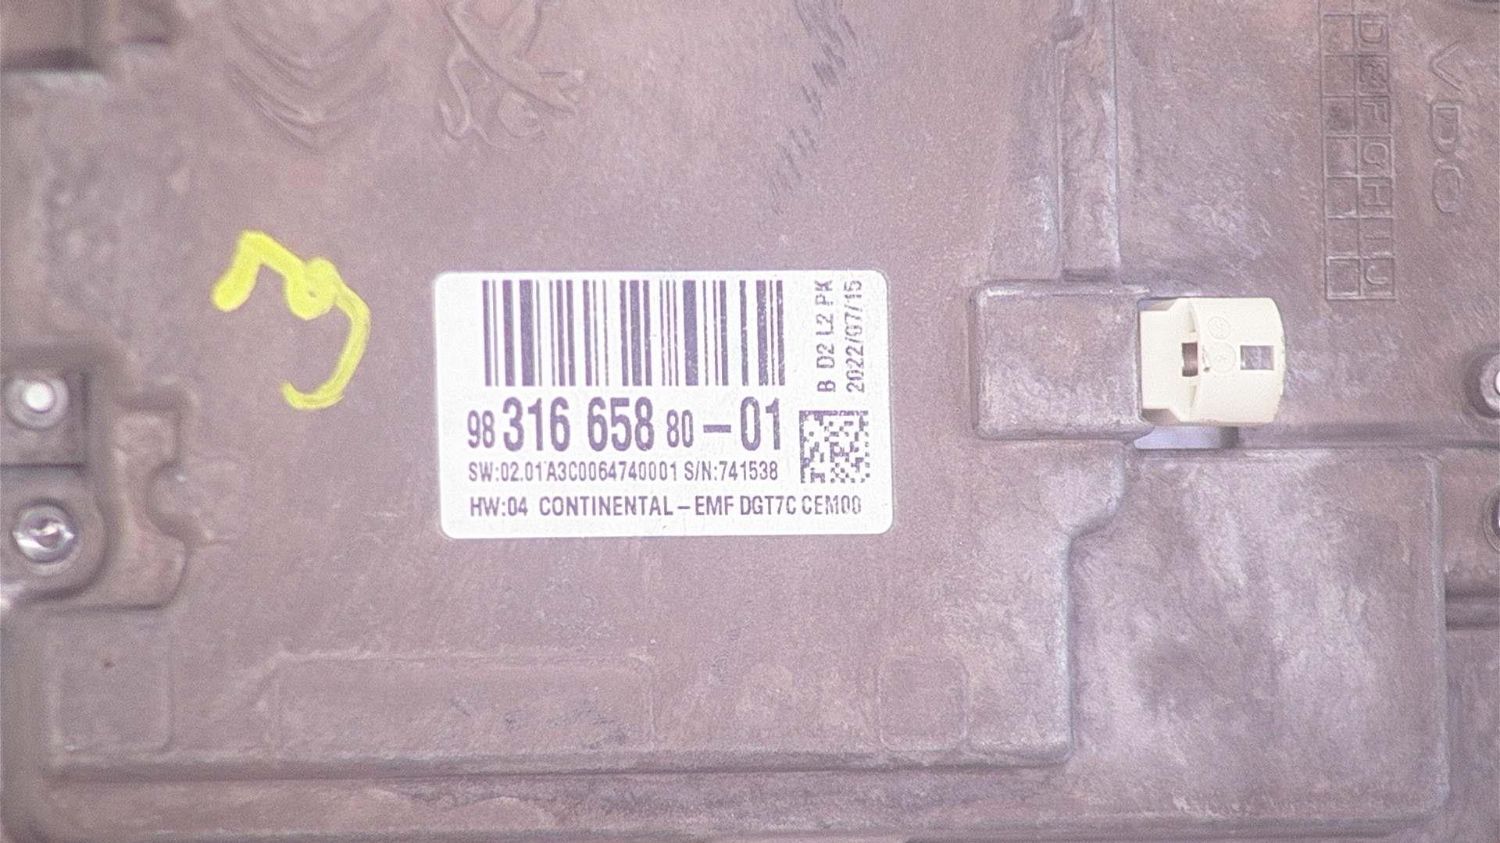 98 316 658 80-01
SW:02.01 A3C0064740001 S/N:741538
HW:04 CONTINENTAL-EMF DGT7C CEM00
B D2 L2 PK
2022/07/15
D E F G H I J
VDO
3